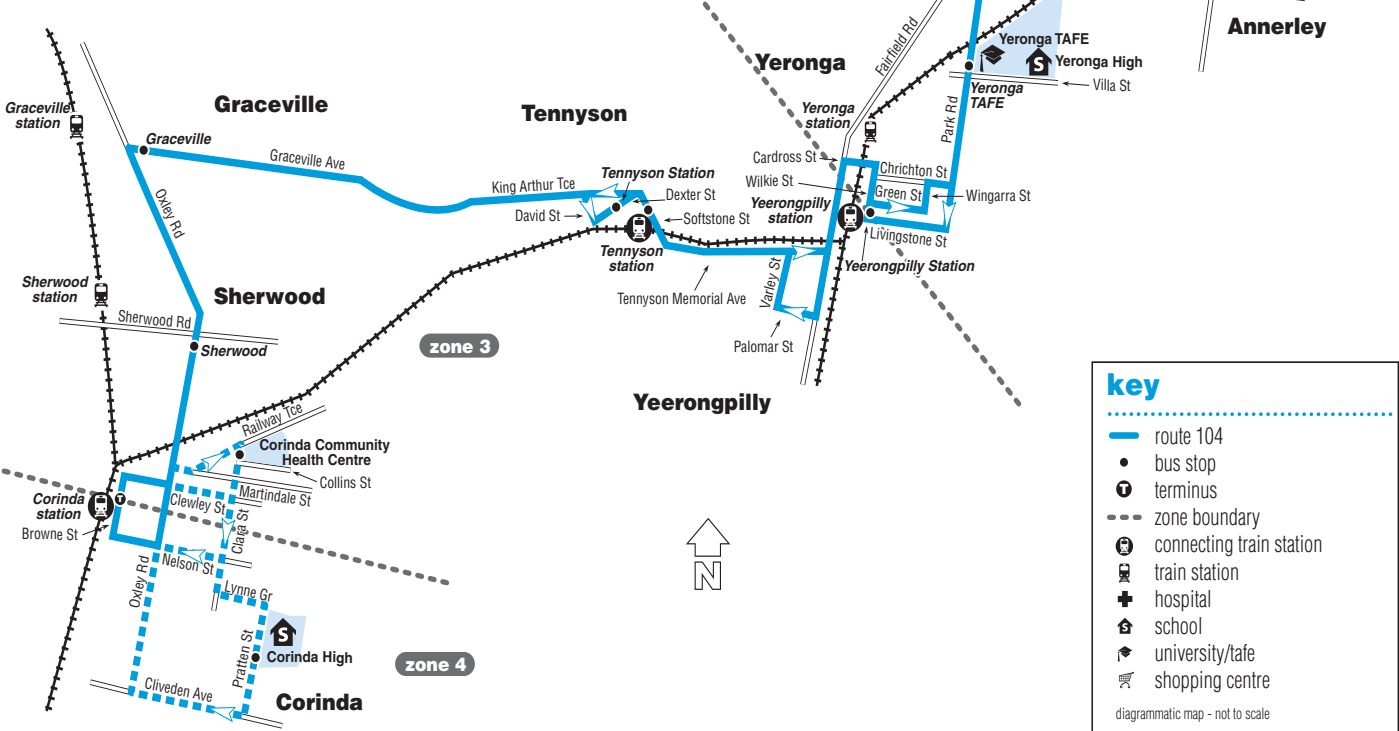 Annerley
Fairfield Rd
Yeronga TAFE
Yeronga High
Yeronga
Villa St
Yeronga
TAFE
Graceville
station
Graceville
Graceville
Tennyson
Yeronga
station
Park Rd
Graceville Ave
Cardross St
Chrichton St
Oxley Rd
King Arthur Tce
Tennyson Station
Dexter St
Wilkie St
Green St
Wingarra St
David St
Softstone St
Yeerongpilly
station
Livingstone St
Tennyson
station
Yeerongpilly Station
Sherwood
station
Sherwood
Varley St
Tennyson Memorial Ave
Sherwood Rd
Sherwood
zone 3
Palomar St
Yeerongpilly
Railway Tce
Corinda Community
Health Centre
Collins St
Martindale St
Corinda
station
T
Clewley St
Browne St
Clara St
Nelson St
Oxley Rd
Lynne Gr
N
S
Corinda High
Pratten St
zone 4
Cliveden Ave
Corinda
key
route 104
bus stop
T terminus
zone boundary
connecting train station
train station
hospital
S school
university/tafe
shopping centre
diagrammatic map - not to scale